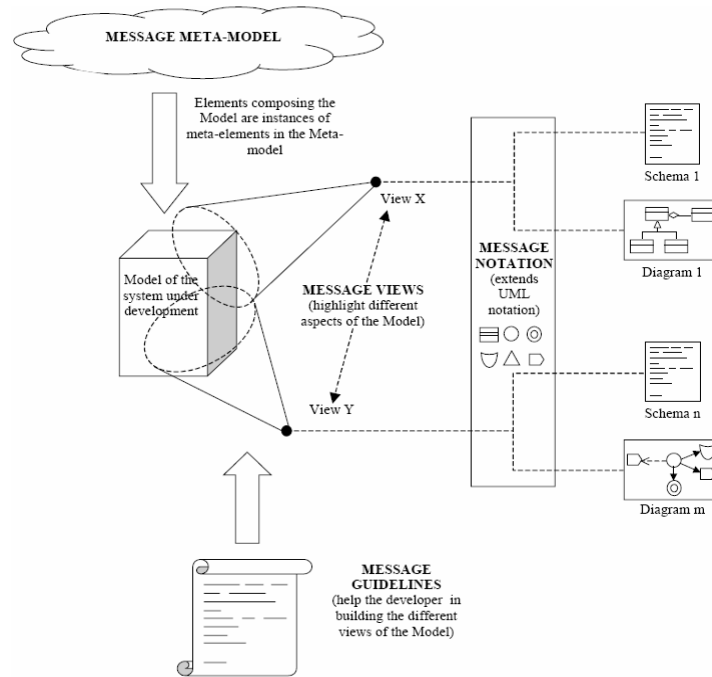 MESSAGE META-MODEL
Elements composing the
Model are instances of
meta-elements in the Meta-
model
View X
Schema 1
Model of the
system under
development
MESSAGE VIEWS
(highlight different
aspects of the Model)
MESSAGE
NOTATION
(extends
UML
notation)
Diagram 1
View Y
Schema n
Diagram m
MESSAGE
GUIDELINES
(help the developer in
building the different
views of the Model)